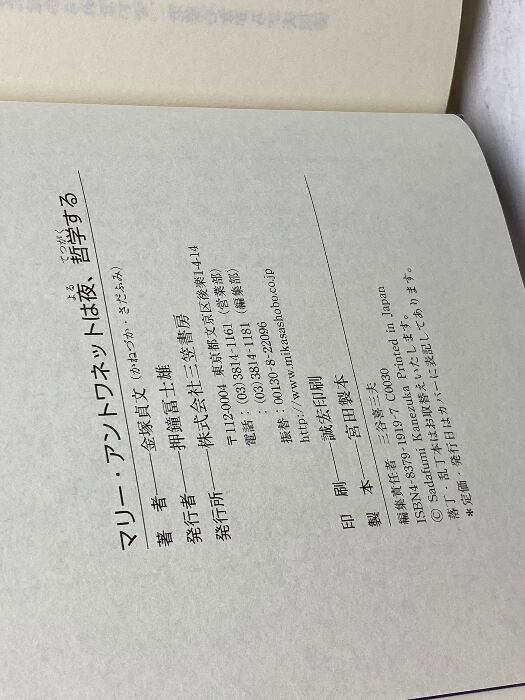 マリー・アントワネットは夜、哲学する
よる
てつがく
著　者――金塚貞文（かねづか・さだふみ）
発行者――押鐘冨士雄
発行所――株式会社三笠書房
〒112-0004　東京都文京区後楽1-4-14
電話：(03)3814-1161（営業部）
：(03)3814-1181（編集部）
振替：00130-8-22096
http://www.mikasashobo.co.jp
印　刷――誠宏印刷
製　本――宮田製本
編集責任者　三谷喜三夫
ISBN4-8379-1919-7 C0030
© Sadafumi Kanezuka Printed in Japan
落丁・乱丁本はお取替えいたします。
＊定価・発行日はカバーに表記してあります。